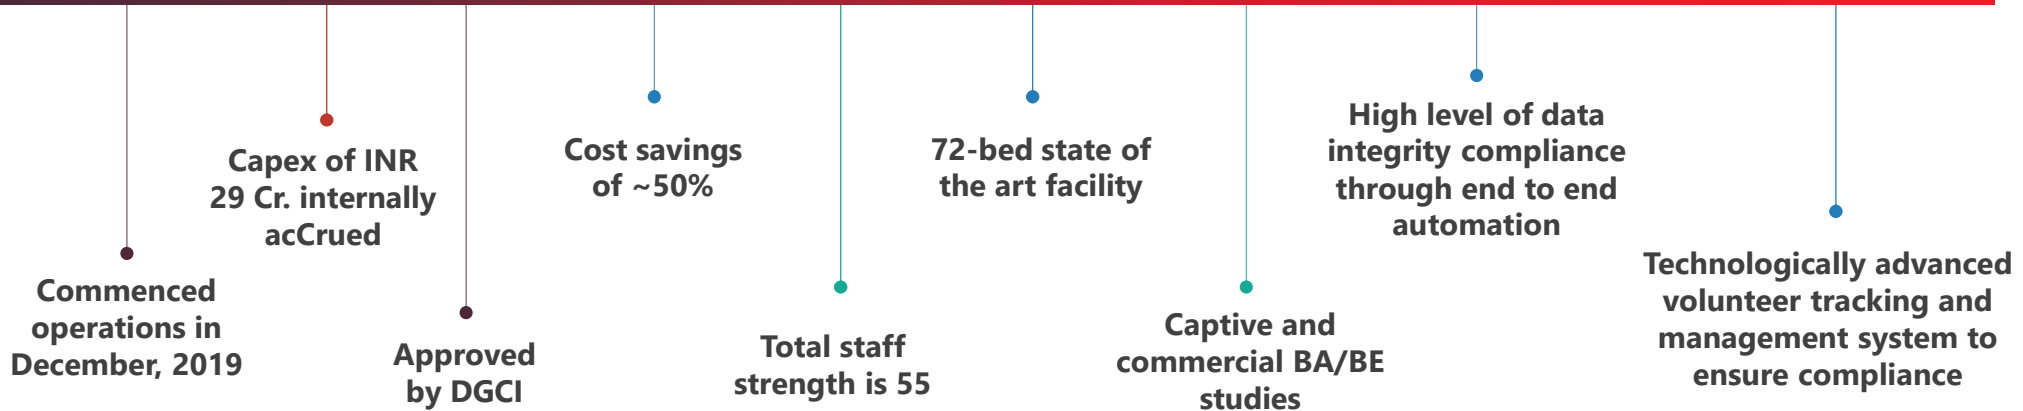 Commenced
operations in
December, 2019
Capex of INR
29 Cr. internally
acCrued
Approved
by DGCI
Cost savings
of ~50%
Total staff
strength is 55
72-bed state of
the art facility
Captive and
commercial BA/BE
studies
High level of data
integrity compliance
through end to end
automation
Technologically advanced
volunteer tracking and
management system to
ensure compliance